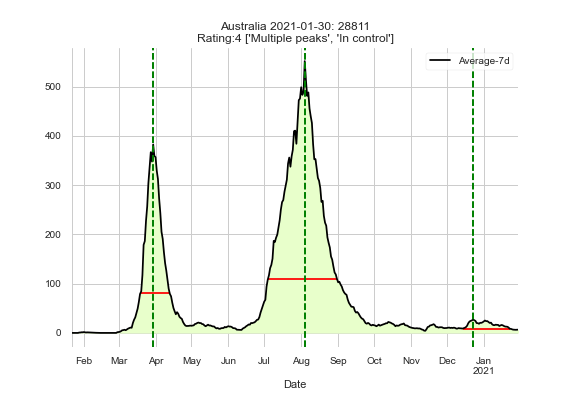 Australia 2021-01-30: 28811
Rating:4 ['Multiple peaks', 'In control']
Average-7d
500
400
300
200
100
0
Feb Mar Apr May Jun Jul Aug Sep Oct Nov Dec Jan
2021
Date